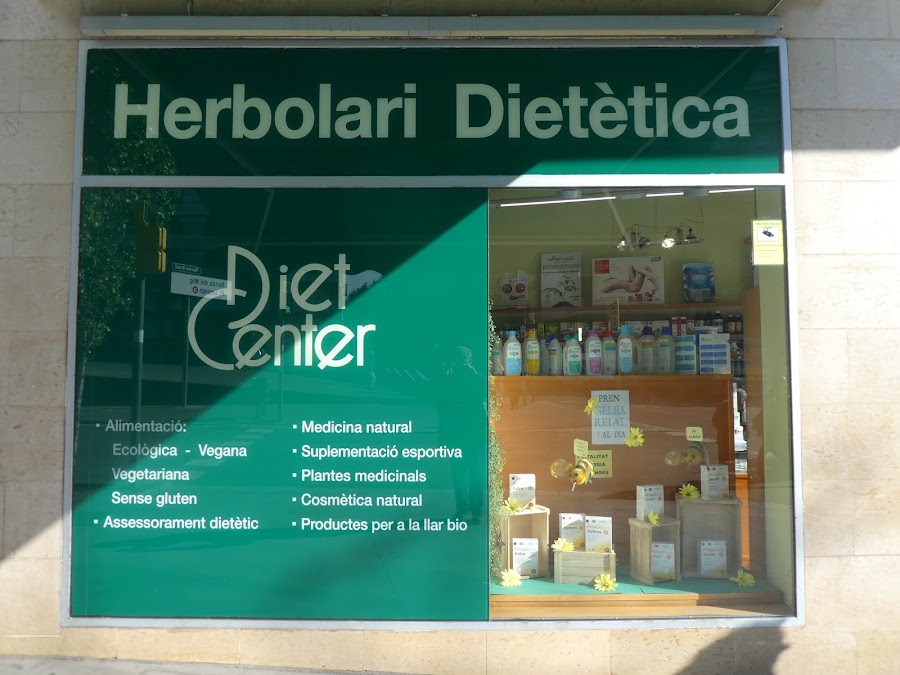 Herbolari Dietètica
Diet
Center
• Alimentació:
Ecològica - Vegana
Vegetariana
Sense gluten
• Assessorament dietètic
• Medicina natural
• Suplementació esportiva
• Plantes medicinals
• Cosmètica natural
• Productes per a la llar bio
PREN
GELEA
REIAL
1 AL DIA